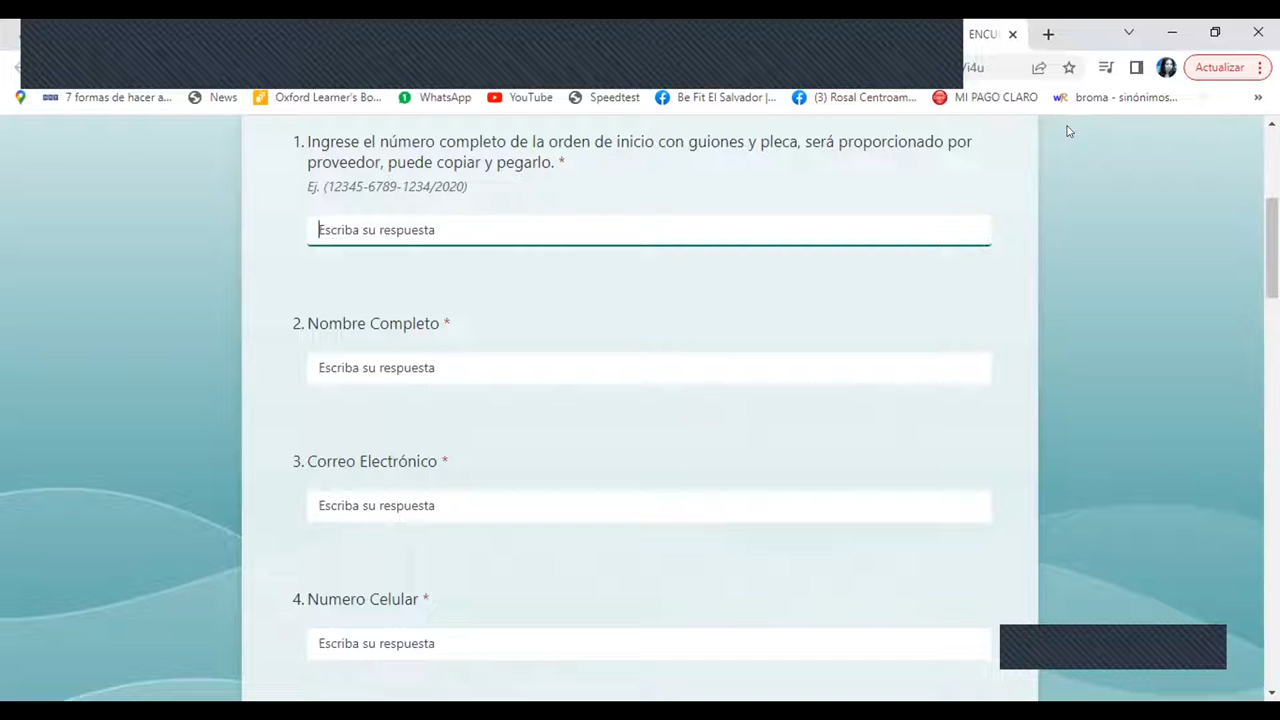 ENCU
/i4u
Actualizar
7 formas de hacer a...
News
Oxford Learner's Bo...
WhatsApp
YouTube
Speedtest
Be Fit El Salvador |...
(3) Rosal Centroam...
MI PAGO CLARO
broma - sinónimos...
»
1. Ingrese el número completo de la orden de inicio con guiones y pleca, será proporcionado por
proveedor, puede copiar y pegarlo. *
Ej. (12345-6789-1234/2020)
Escriba su respuesta
2. Nombre Completo *
Escriba su respuesta
3. Correo Electrónico *
Escriba su respuesta
4. Numero Celular *
Escriba su respuesta